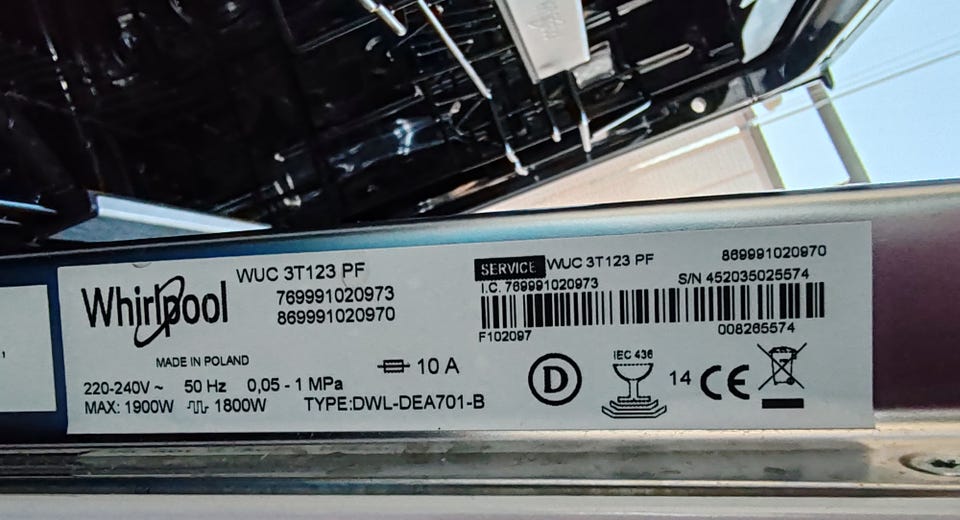 Whirlpool
WUC 3T123 PF
769991020973
869991020970
MADE IN POLAND
10 A
220-240V ~ 50 Hz 0,05 - 1 MPa
MAX: 1900W 1800W TYPE:DWL-DEA701-B
SERVICE WUC 3T123 PF 869991020970
I.C. 769991020973 S/N 452035025574
F102097 008265574
D
IEC 436
14 CE